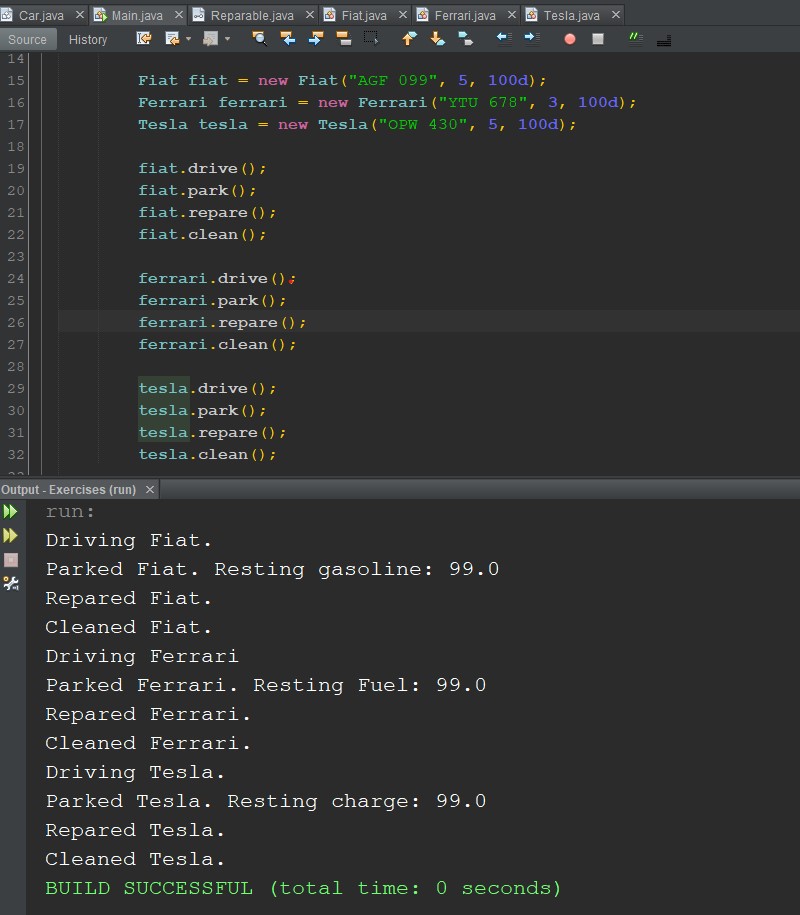 Car.java
Main.java
Reparable.java
Fiat.java
Ferrari.java
Tesla.java
Source History
14
15 Fiat fiat = new Fiat("AGF 099", 5, 100d);
16 Ferrari ferrari = new Ferrari("YTU 678", 3, 100d);
17 Tesla tesla = new Tesla("OPW 430", 5, 100d);
18
19 fiat.drive();
20 fiat.park();
21 fiat.repare();
22 fiat.clean();
23
24 ferrari.drive();
25 ferrari.park();
26 ferrari.repare();
27 ferrari.clean();
28
29 tesla.drive();
30 tesla.park();
31 tesla.repare();
32 tesla.clean();
Output - Exercises (run)
run:
Driving Fiat.
Parked Fiat. Resting gasoline: 99.0
Repared Fiat.
Cleaned Fiat.
Driving Ferrari
Parked Ferrari. Resting Fuel: 99.0
Repared Ferrari.
Cleaned Ferrari.
Driving Tesla.
Parked Tesla. Resting charge: 99.0
Repared Tesla.
Cleaned Tesla.
BUILD SUCCESSFUL (total time: 0 seconds)